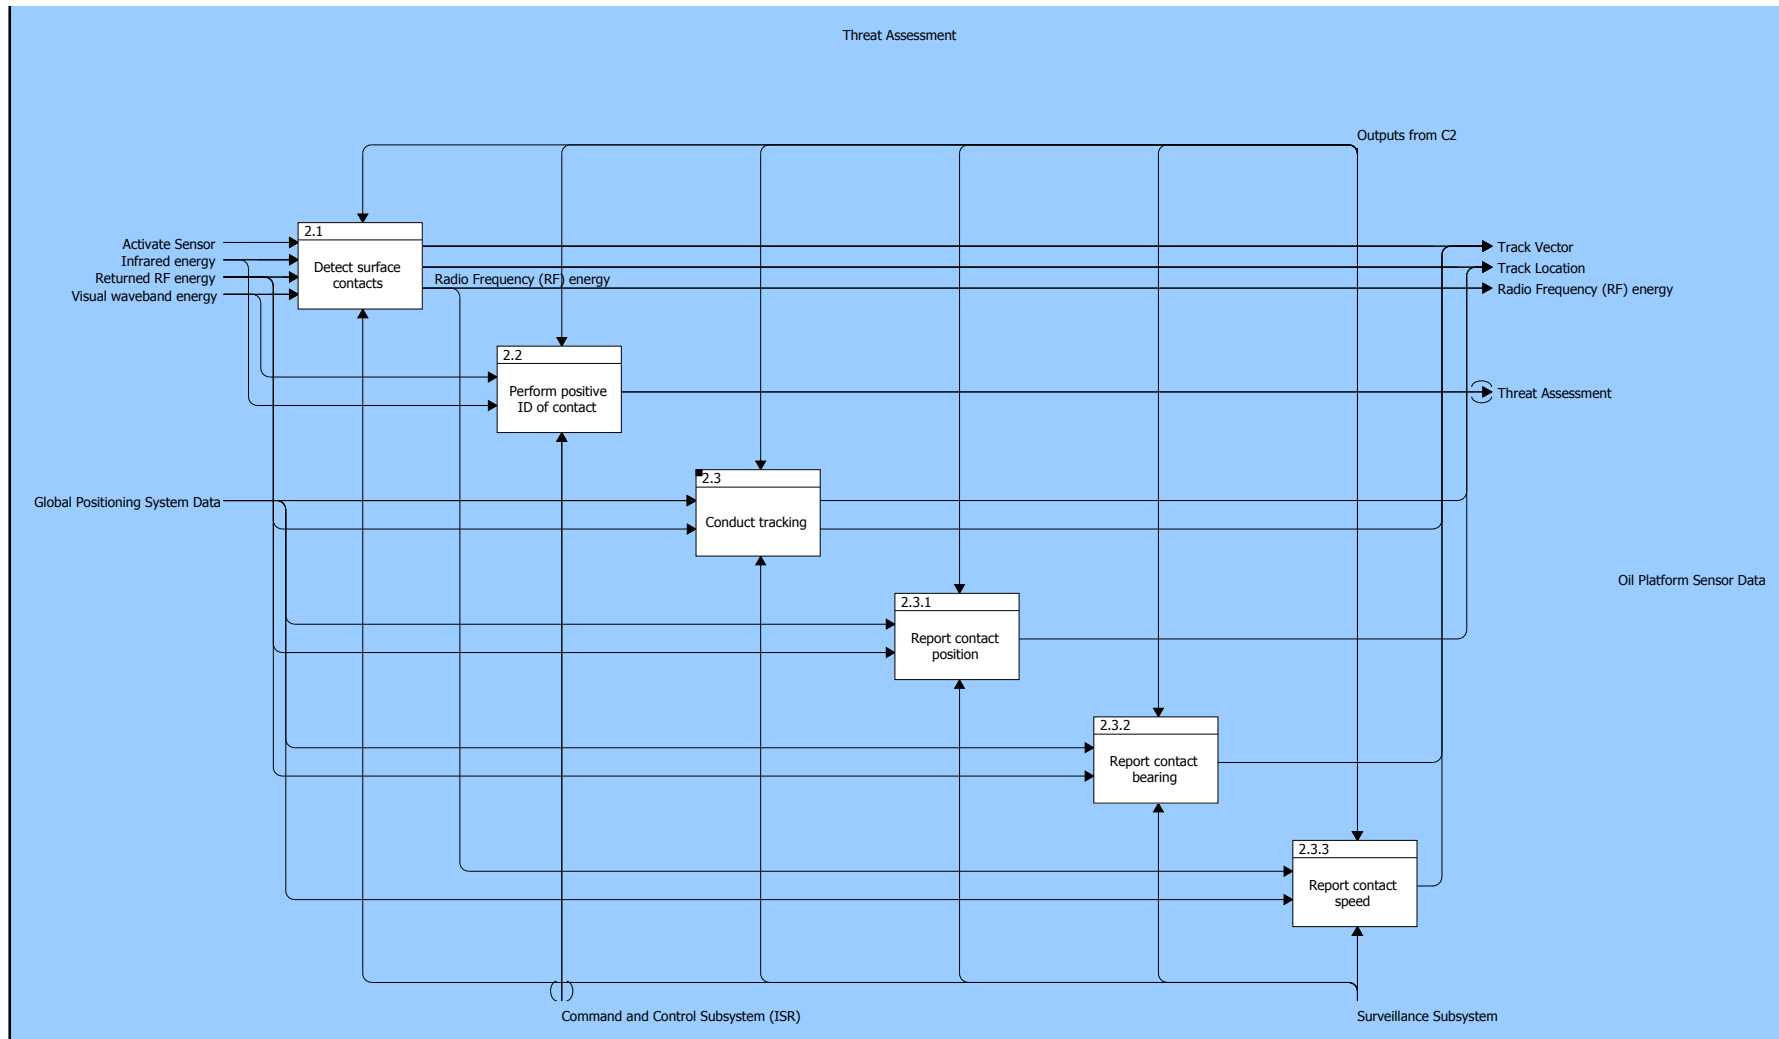 Threat Assessment
Outputs from C2
2.1
Detect surface
contacts
Activate Sensor
Infrared energy
Returned RF energy
Visual waveband energy
Radio Frequency (RF) energy
Track Vector
Track Location
Radio Frequency (RF) energy
2.2
Perform positive
ID of contact
Threat Assessment
2.3
Conduct tracking
Global Positioning System Data
Oil Platform Sensor Data
2.3.1
Report contact
position
2.3.2
Report contact
bearing
2.3.3
Report contact
speed
Command and Control Subsystem (ISR)
Surveillance Subsystem